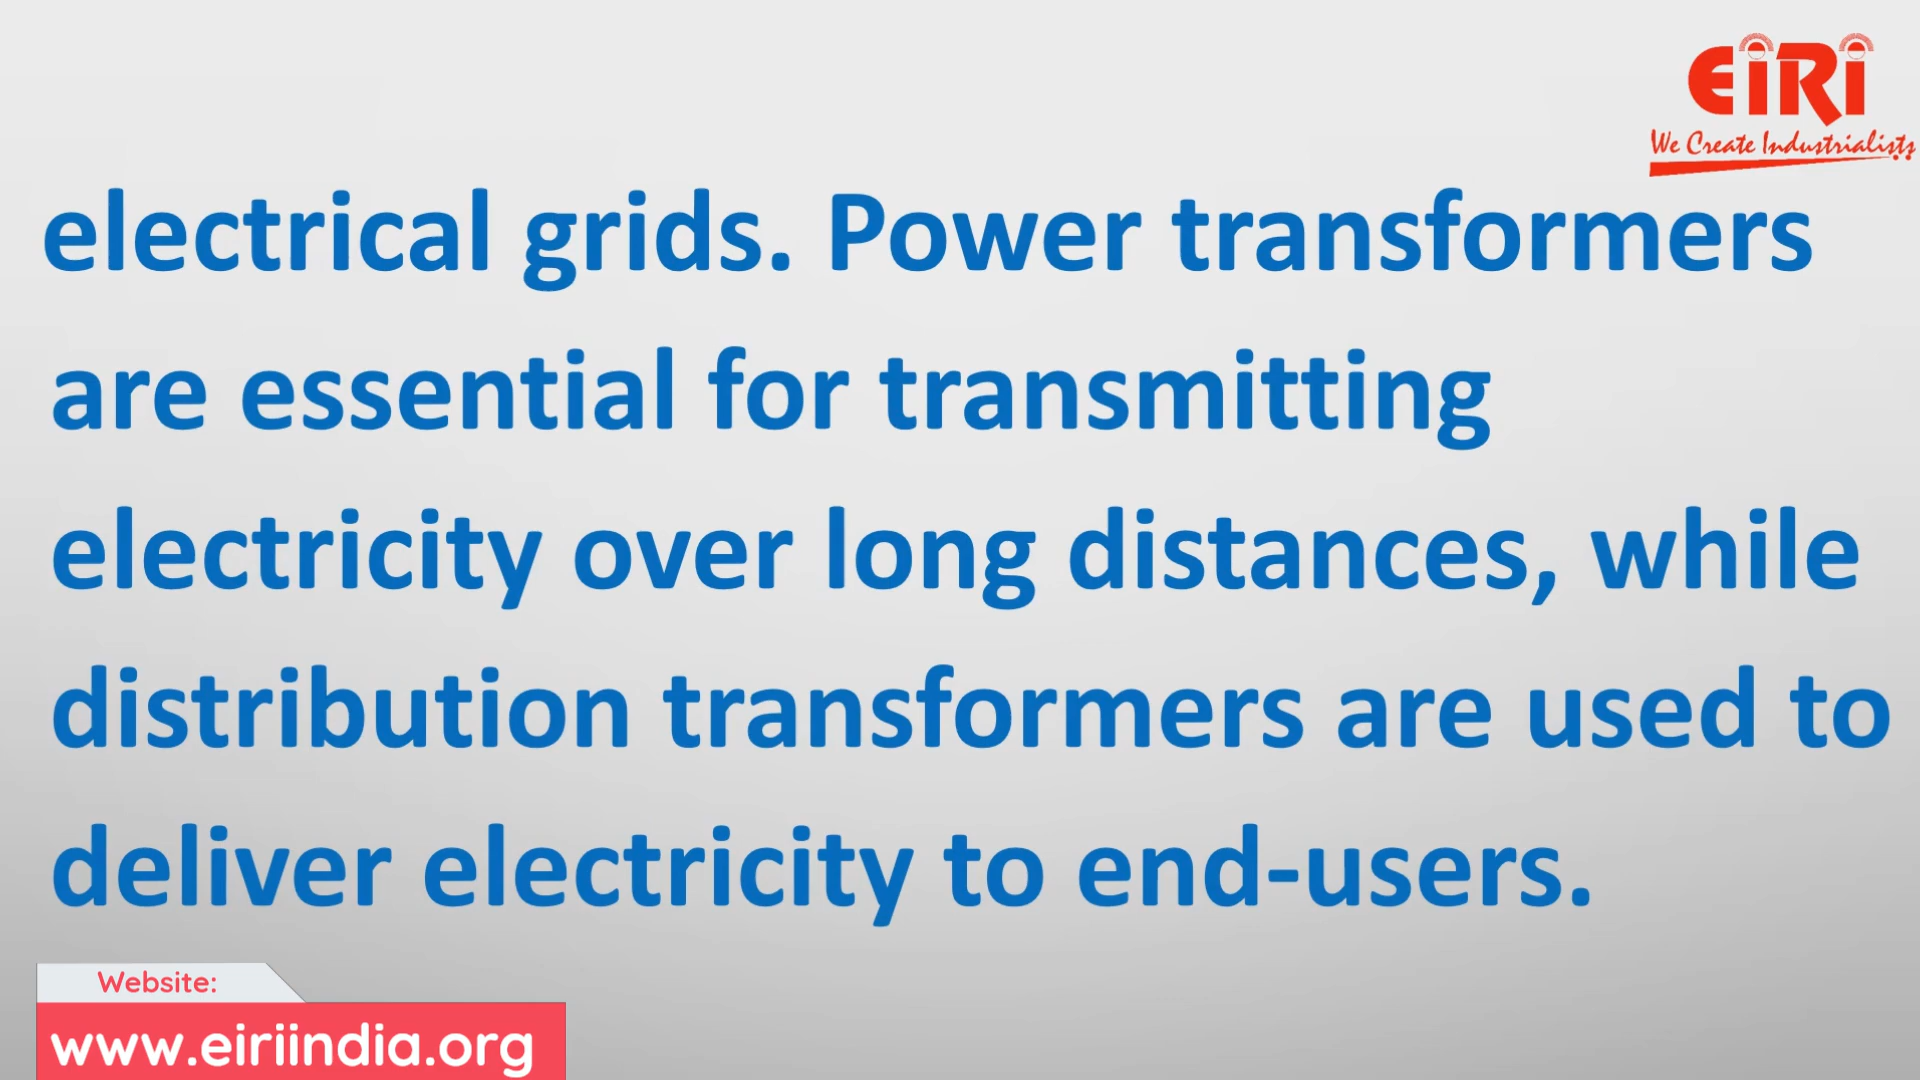 EiRi
We Create Industrialists
electrical grids. Power transformers
are essential for transmitting
electricity over long distances, while
distribution transformers are used to
deliver electricity to end-users.
Website:
www.eiriindia.org